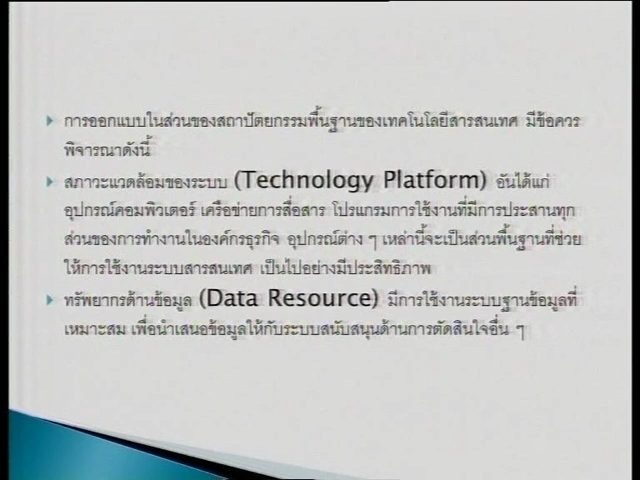 การออกแบบในส่วนของสถาปัตยกรรมพื้นฐานของเทคโนโลยีสารสนเทศ มีข้อควร
พิจารณาดังนี้
สภาวะแวดล้อมของระบบ (Technology Platform) อันได้แก่
อุปกรณ์คอมพิวเตอร์ เครือข่ายการสื่อสาร โปรแกรมการใช้งานที่มีการประสานทุก
ส่วนของการทำงานในองค์กรธุรกิจ อุปกรณ์ต่าง ๆ เหล่านี้จะเป็นส่วนพื้นฐานที่ช่วย
ให้การใช้งานระบบสารสนเทศ เป็นไปอย่างมีประสิทธิภาพ
ทรัพยากรด้านข้อมูล (Data Resource) มีการใช้งานระบบฐานข้อมูลที่
เหมาะสม เพื่อนำเสนอข้อมูลให้กับระบบสนับสนุนด้านการตัดสินใจอื่น ๆ